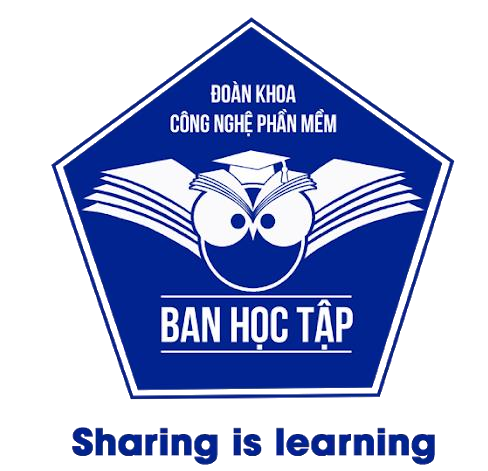 ĐOÀN KHOA
CÔNG NGHỆ PHẦN MỀM
BAN HỌC TẬP
Sharing is learning